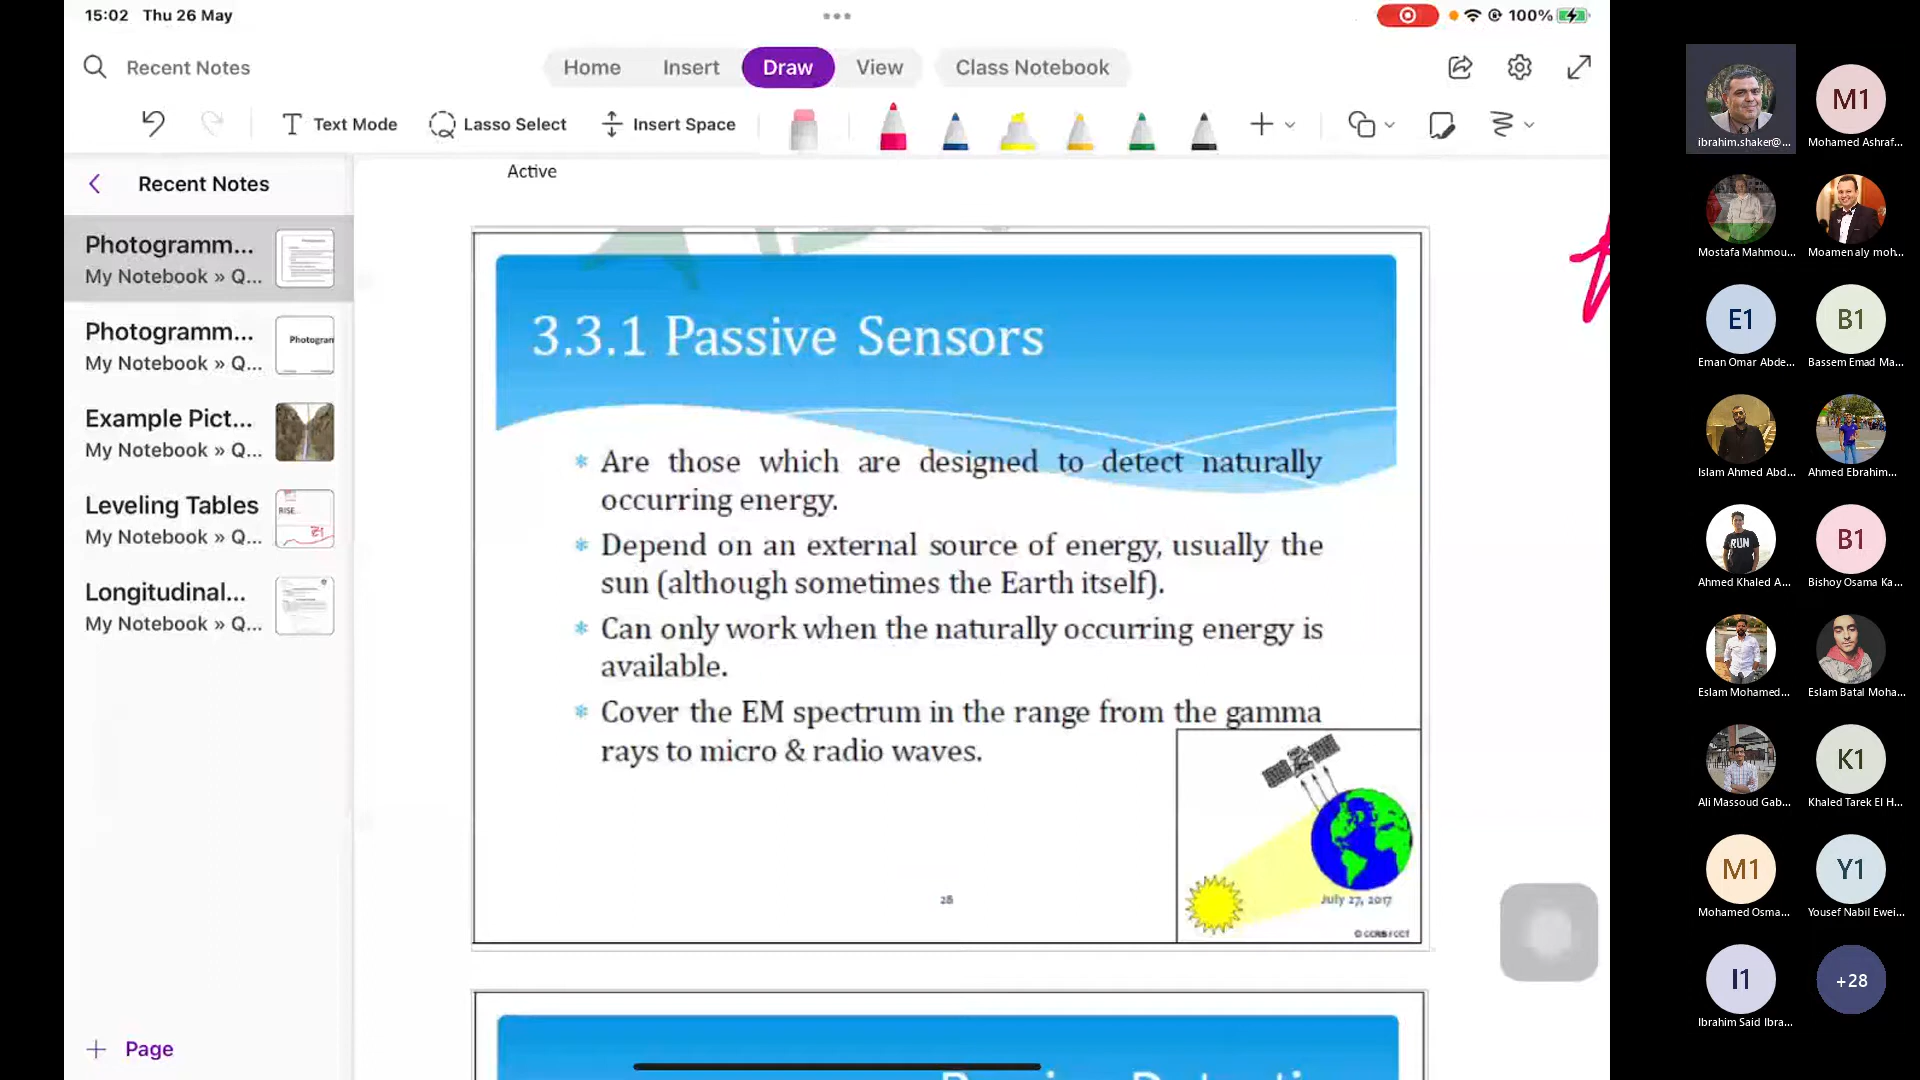 15:02 Thu 26 May
100%
Recent Notes
Home Insert Draw View Class Notebook
Text Mode Lasso Select Insert Space
Recent Notes
Photogramm...
My Notebook » Q...
Photogramm...
My Notebook » Q...
Photogran
Example Pict...
My Notebook » Q...
Leveling Tables
My Notebook » Q...
RISE
Longitudinal...
My Notebook » Q...
+ Page
Active
3.3.1 Passive Sensors
* Are those which are designed to detect naturally
occurring energy.
* Depend on an external source of energy, usually the
sun (although sometimes the Earth itself).
* Can only work when the naturally occurring energy is
available.
* Cover the EM spectrum in the range from the gamma
rays to micro & radio waves.
28
July 27, 2017
ibrahim.shaker@...
M1
Mohamed Ashraf...
Mostafa Mahmou...
Moamenaly moh...
E1
Eman Omar Abde...
B1
Bassem Emad Ma...
Islam Ahmed Abd...
Ahmed Ebrahim...
RUN
Ahmed Khaled A...
B1
Bishoy Osama Ka...
Eslam Mohamed...
Eslam Batal Moha...
Ali Massoud Gab...
K1
Khaled Tarek El H...
M1
Mohamed Osma...
Y1
Yousef Nabil Ewei...
I1
Ibrahim Said Ibra...
+28